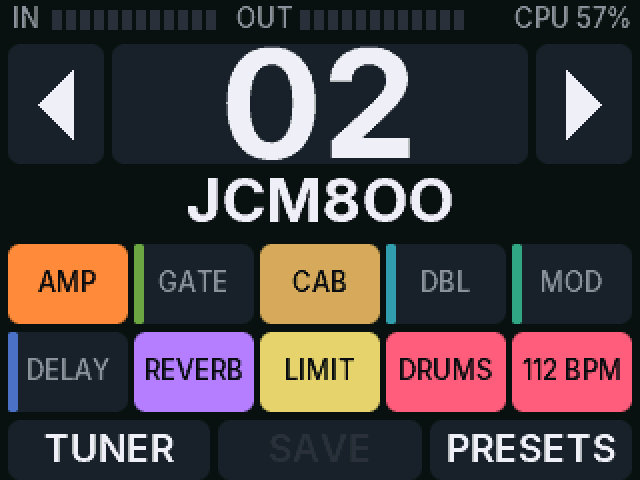 IN OUT CPU 57%
02
JCM800
AMP GATE CAB DBL MOD
DELAY REVERB LIMIT DRUMS 112 BPM
TUNER SAVE PRESETS